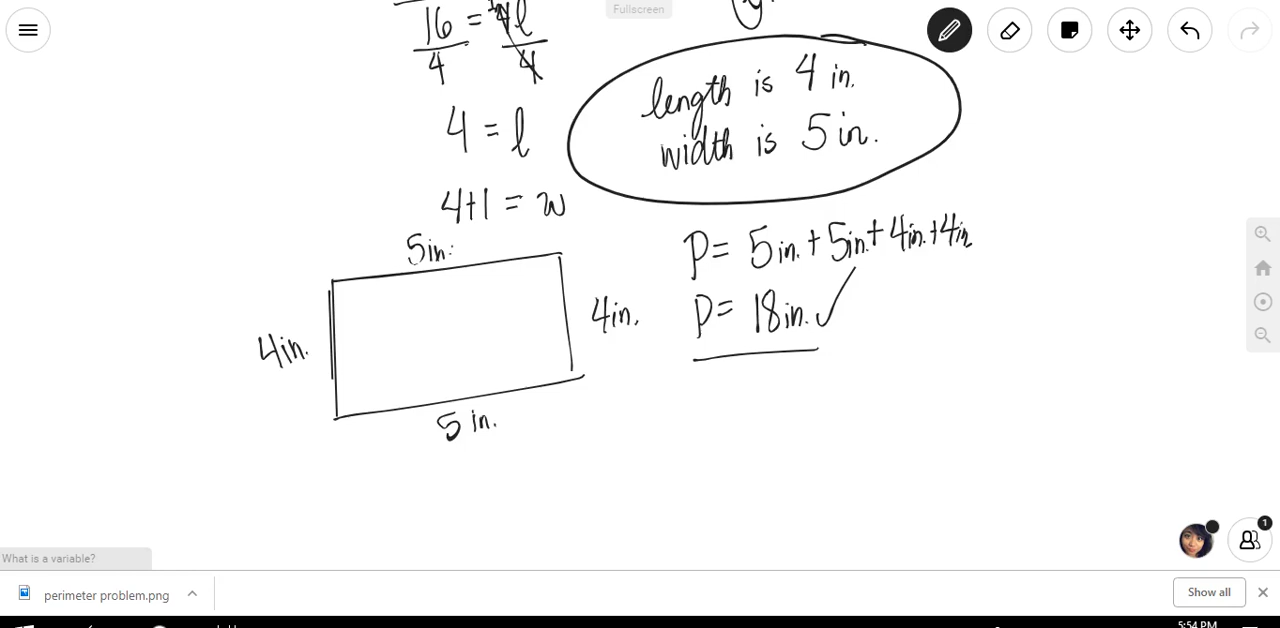 Fullscreen
16 = 4l
4 4
length is 4 in.
width is 5 in.
4 = l
4+1 = w
5in.
P= 5in.+5in.+4in.+4in
4in.
4in.
P= 18in.✓
5 in.
1
What is a variable?
perimeter problem.png
Show all
5:54 PM